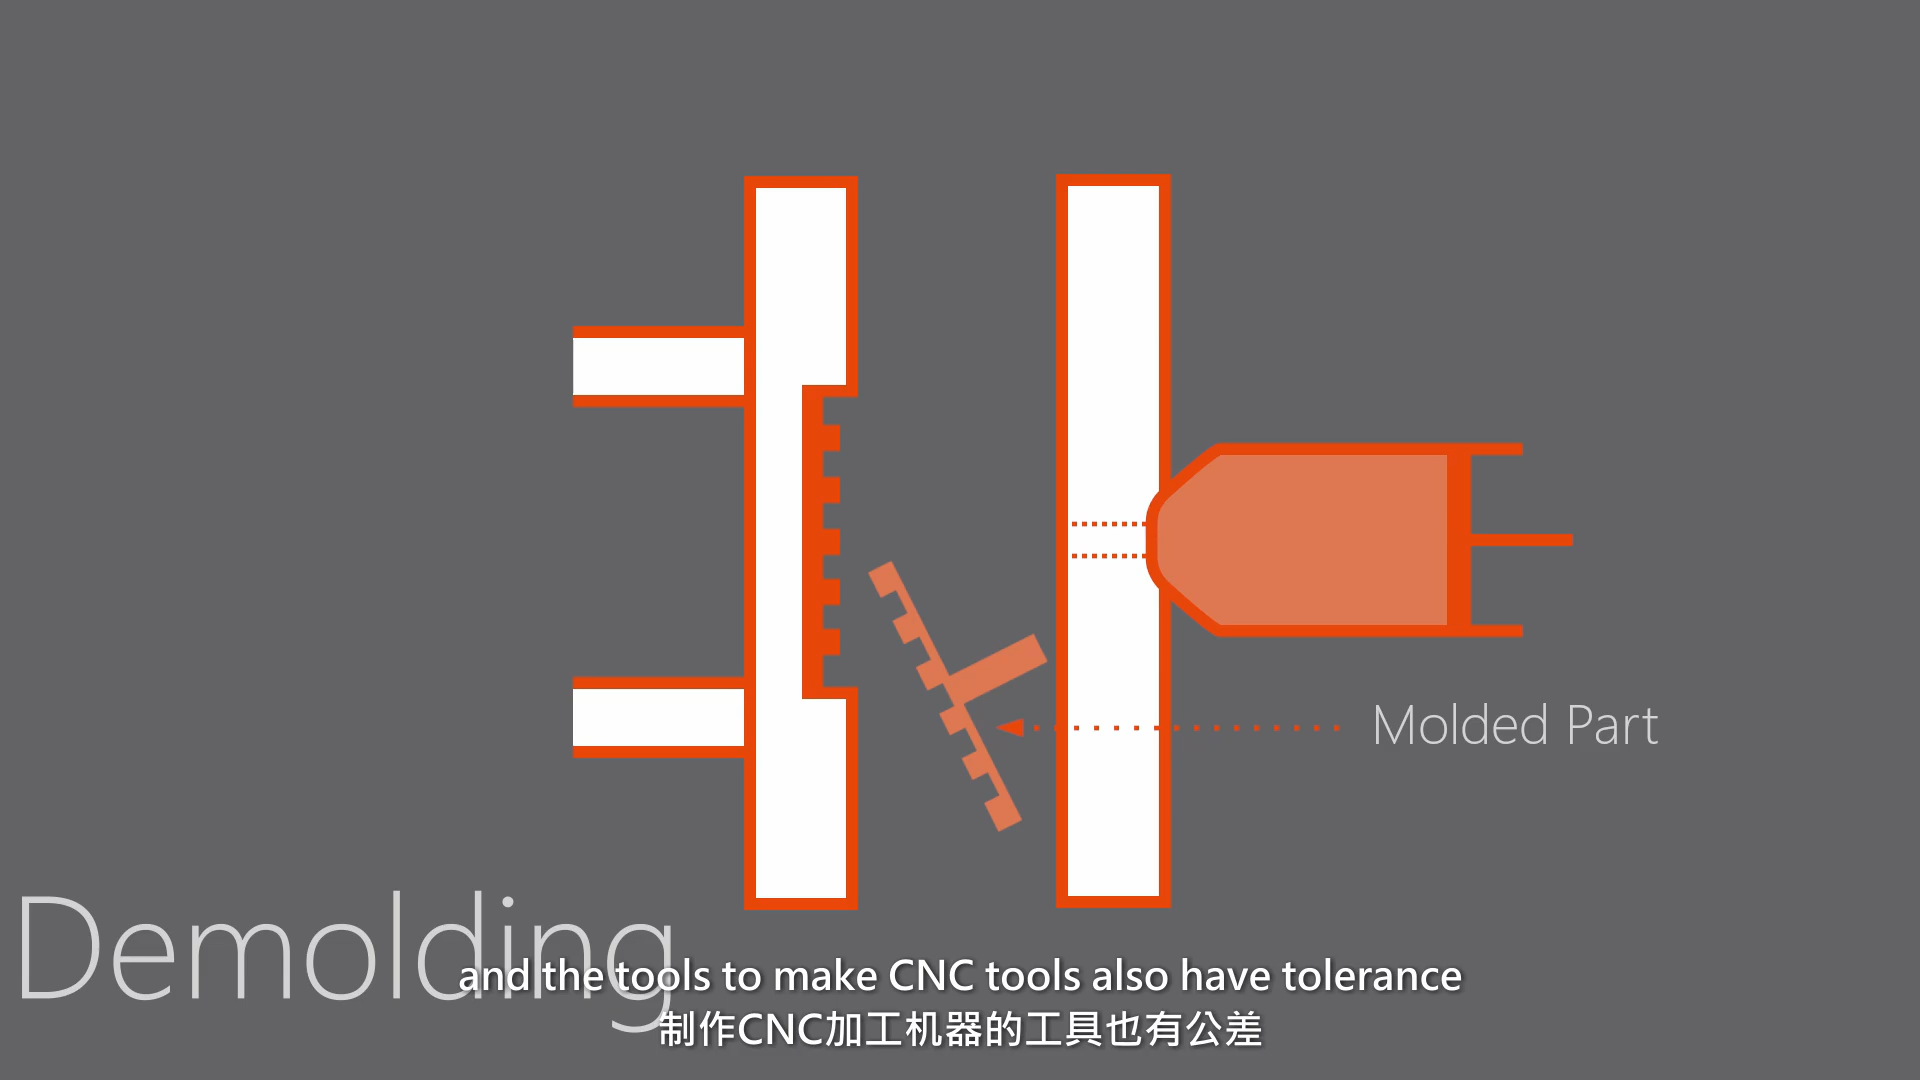 Molded Part
Demolding
and the tools to make CNC tools also have tolerance
制作CNC加工机器的工具也有公差